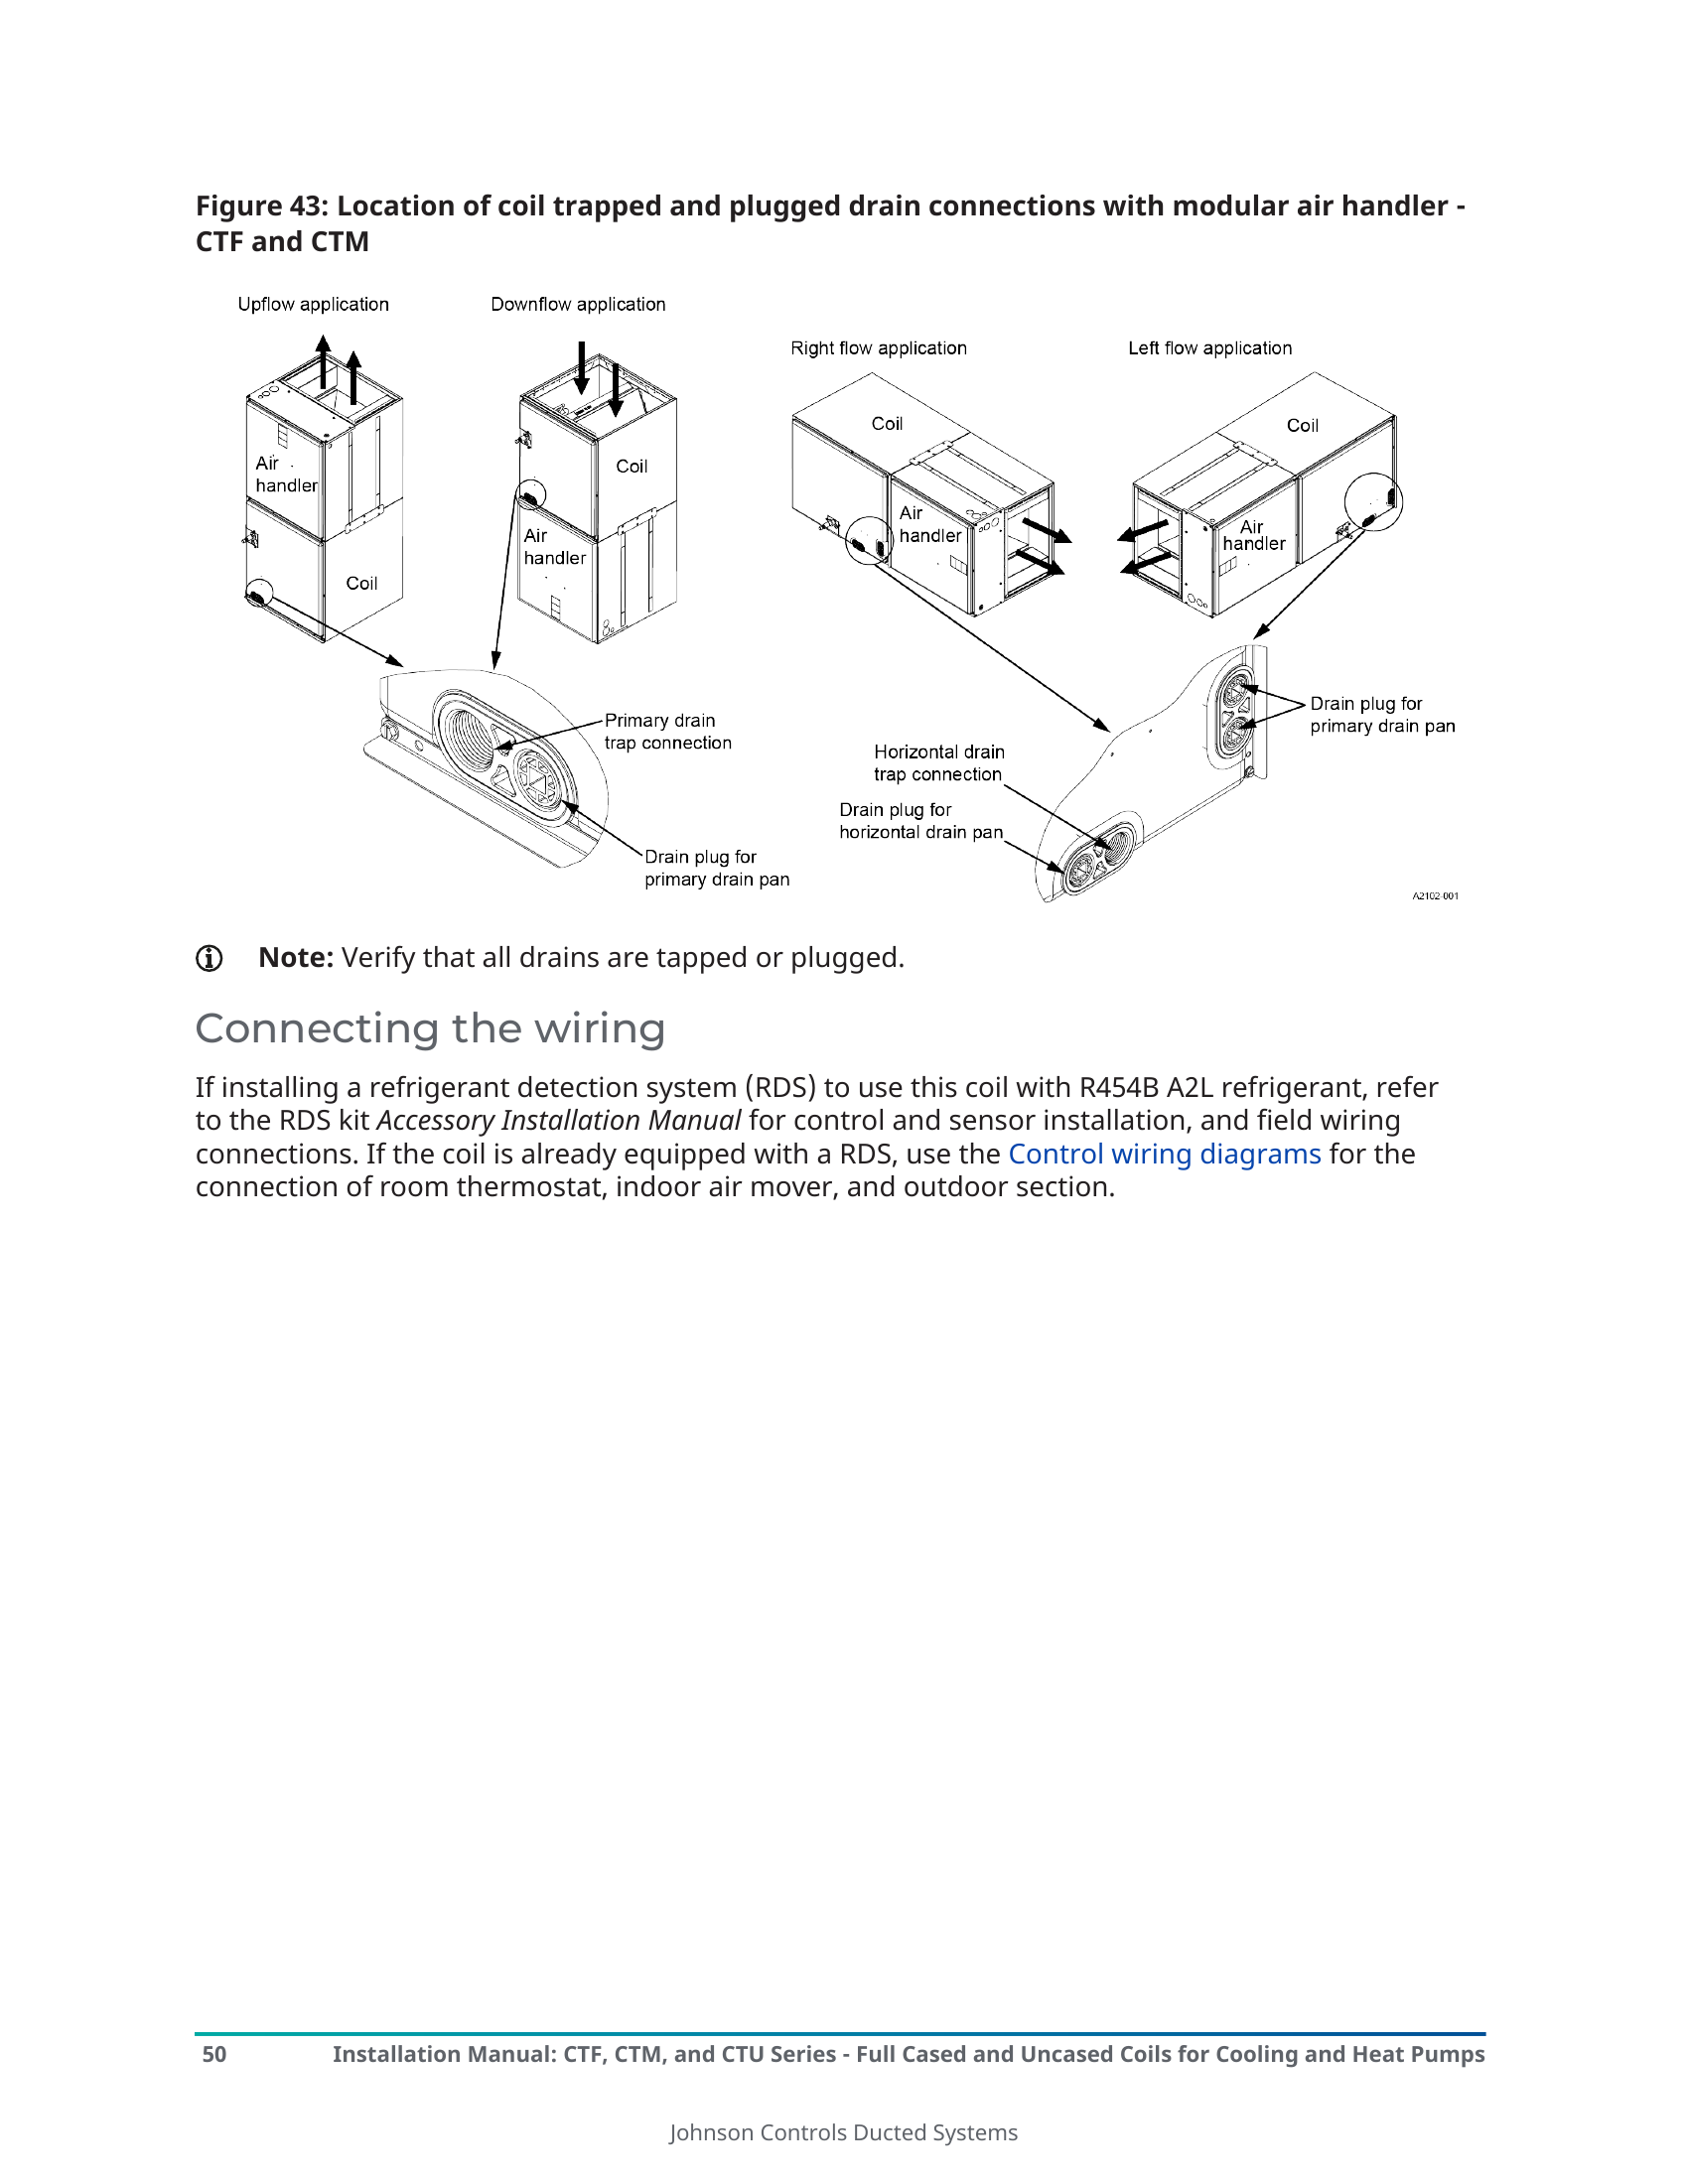 Figure 43: Location of coil trapped and plugged drain connections with modular air handler -
CTF and CTM
Upflow application
Downflow application
Right flow application
Left flow application
Air
handler
Coil
Coil
Air
handler
Coil
Air
handler
Coil
Air
handler
Primary drain
trap connection
Drain plug for
primary drain pan
Horizontal drain
trap connection
Drain plug for
horizontal drain pan
Drain plug for
primary drain pan
A2102-001
Note: Verify that all drains are tapped or plugged.
Connecting the wiring
If installing a refrigerant detection system (RDS) to use this coil with R454B A2L refrigerant, refer
to the RDS kit Accessory Installation Manual for control and sensor installation, and field wiring
connections. If the coil is already equipped with a RDS, use the Control wiring diagrams for the
connection of room thermostat, indoor air mover, and outdoor section.
50 Installation Manual: CTF, CTM, and CTU Series - Full Cased and Uncased Coils for Cooling and Heat Pumps
Johnson Controls Ducted Systems